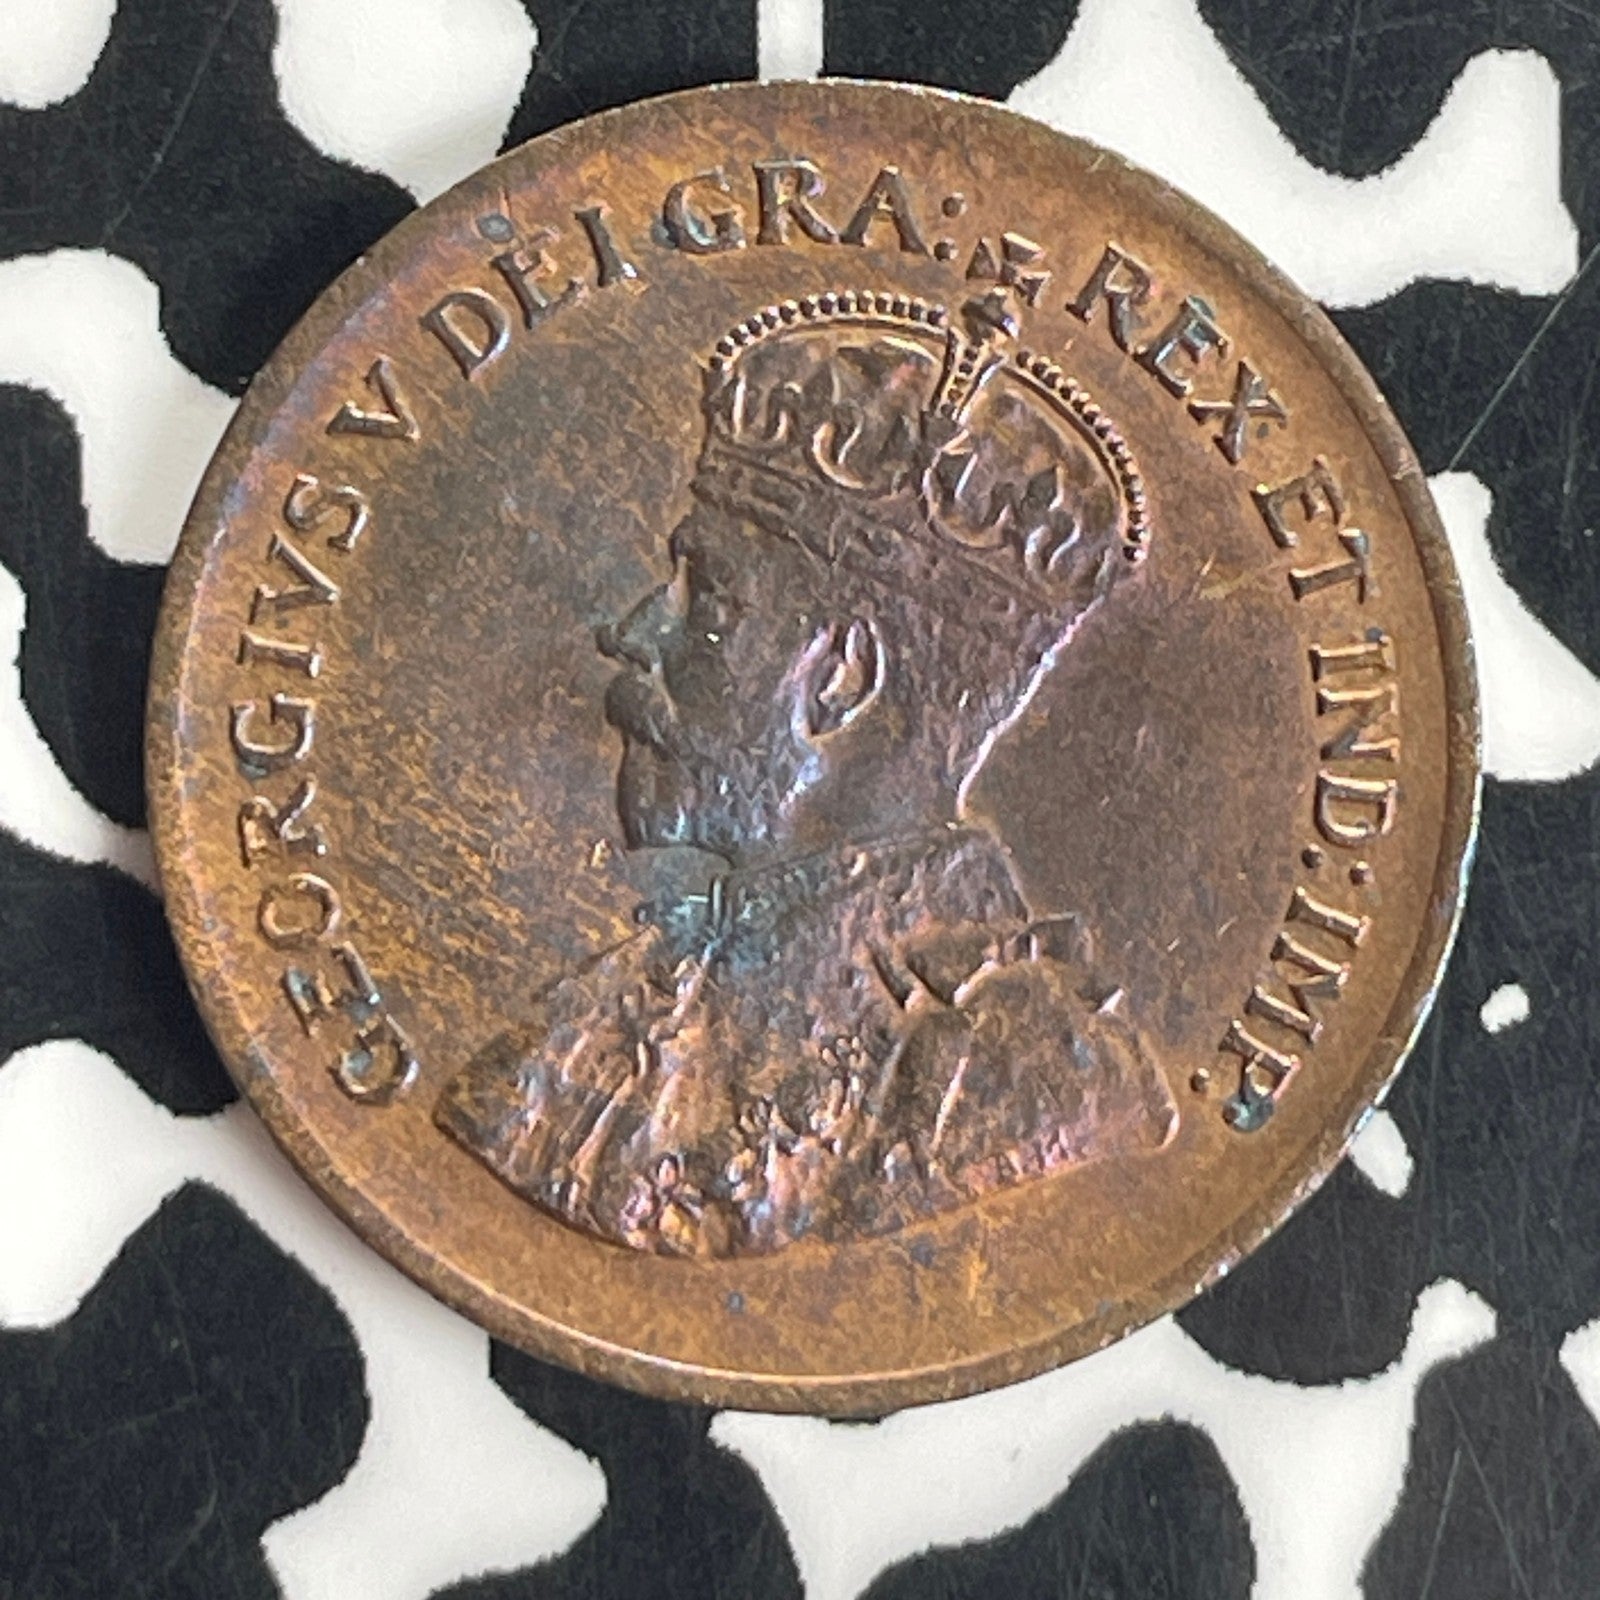 GEORGIVS V DEI GRA: REX ET IND: IMP: